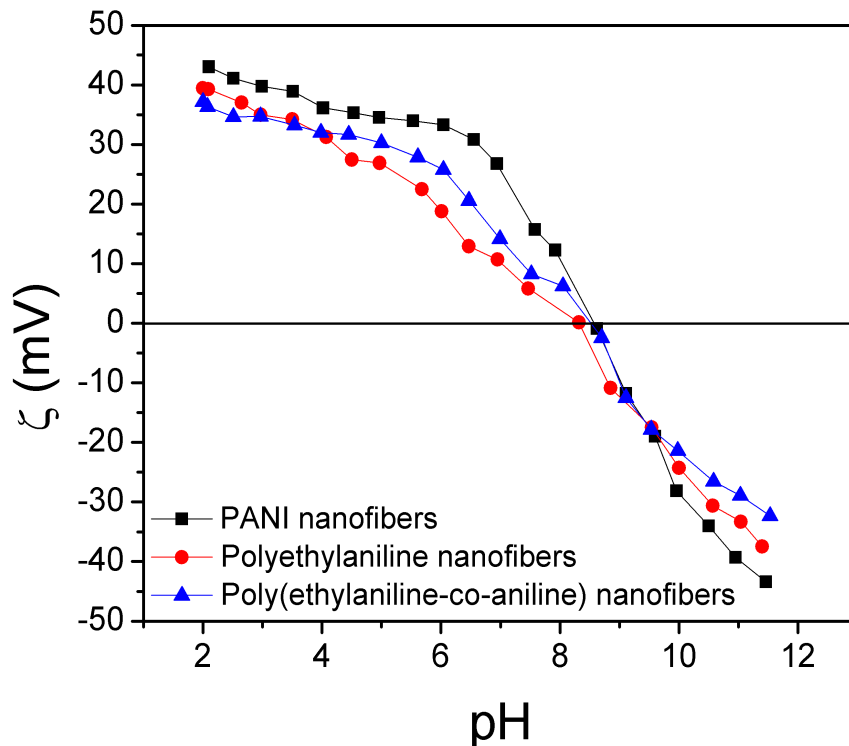 50
40
30
20
10
0
-10
-20
-30
-40
-50
ζ (mV)
PANI nanofibers
Polyethylaniline nanofibers
Poly(ethylaniline-co-aniline) nanofibers
2 4 6 8 10 12
pH